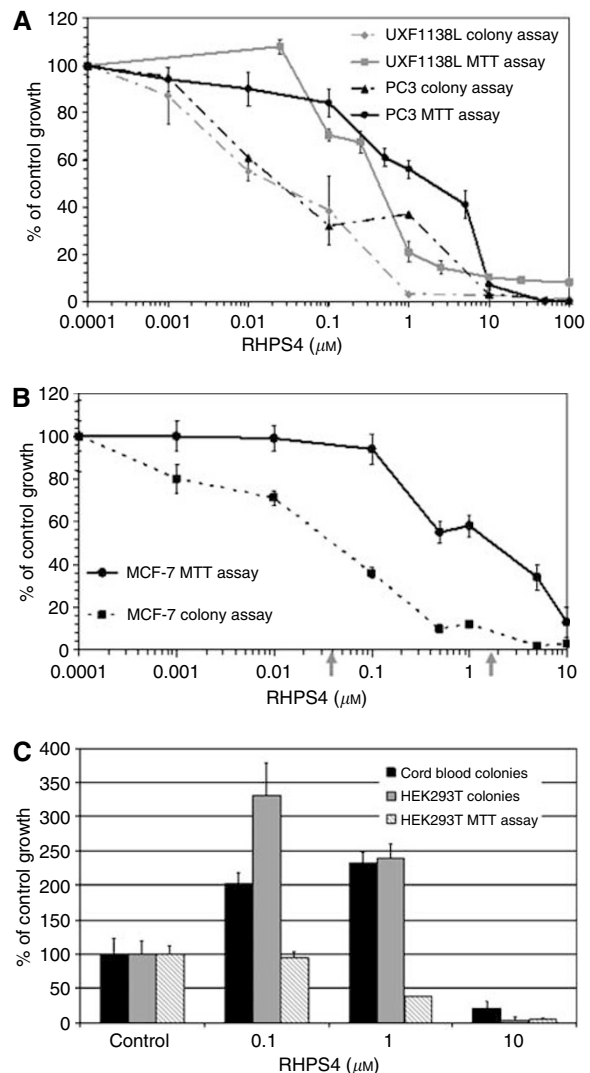 A
120
100
80
60
40
20
0
% of control growth
UXF1138L colony assay
UXF1138L MTT assay
PC3 colony assay
PC3 MTT assay
0.0001 0.001 0.01 0.1 1 10 100
RHPS4 (μM)
B
120
100
80
60
40
20
0
% of control growth
MCF-7 MTT assay
MCF-7 colony assay
0.0001 0.001 0.01 0.1 1 10
RHPS4 (μM)
C
400
350
300
250
200
150
100
50
0
% of control growth
Cord blood colonies
HEK293T colonies
HEK293T MTT assay
Control 0.1 1 10
RHPS4 (μM)